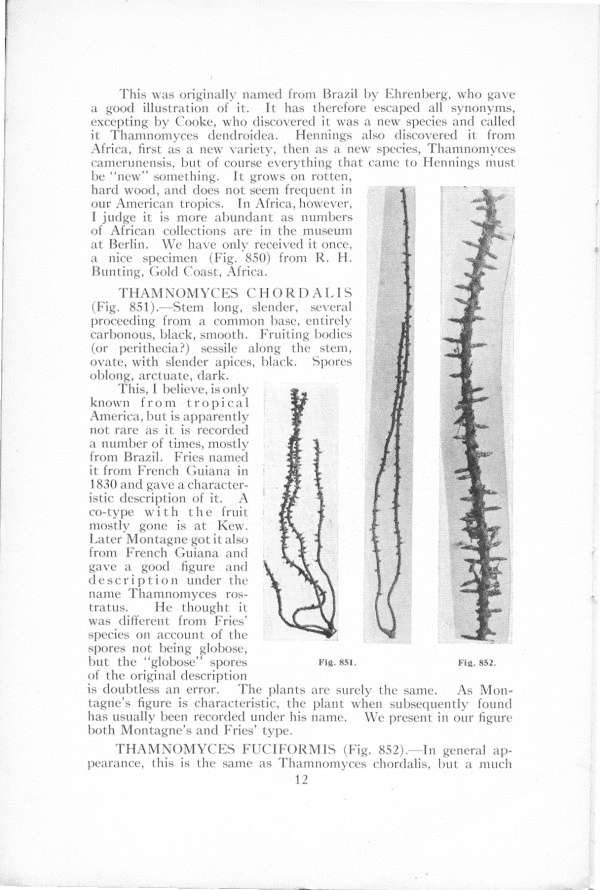 This was originally named from Brazil by Ehrenberg, who gave
a good illustration of it. It has therefore escaped all synonyms,
excepting by Cooke, who discovered it was a new species and called
it Thamnomyces dendroidea. Hennings also discovered it from
Africa, first as a new variety, then as a new species, Thamnomyces
camerunensis, but of course everything that came to Hennings must
be "new" something. It grows on rotten,
hard wood, and does not seem frequent in
our American tropics. In Africa, however,
I judge it is more abundant as numbers
of African collections are in the museum
at Berlin. We have only received it once,
a nice specimen (Fig. 850) from R. H.
Bunting, Gold Coast, Africa.
THAMNOMYCES CHORDALIS
(Fig. 851).—Stem long, slender, several
proceeding from a common base, entirely
carbonous, black, smooth. Fruiting bodies
(or perithecia?) sessile along the stem,
ovate, with slender apices, black. Spores
oblong, arctuate, dark.
This, I believe, is only
known from tropical
America, but is apparently
not rare as it is recorded
a number of times, mostly
from Brazil. Fries named
it from French Guiana in
1830 and gave a character-
istic description of it. A
co-type with the fruit
mostly gone is at Kew.
Later Montagne got it also
from French Guiana and
gave a good figure and
description under the
name Thamnomyces ros-
tratus. He thought it
was different from Fries'
species on account of the
spores not being globose,
but the "globose" spores
of the original description
is doubtless an error. The plants are surely the same. As Mon-
tagne's figure is characteristic, the plant when subsequently found
has usually been recorded under his name. We present in our figure
both Montagne's and Fries' type.
Fig. 851.
Fig. 852.
THAMNOMYCES FUCIFORMIS (Fig. 852).—In general ap-
pearance, this is the same as Thamnomyces chordalis, but a much
12